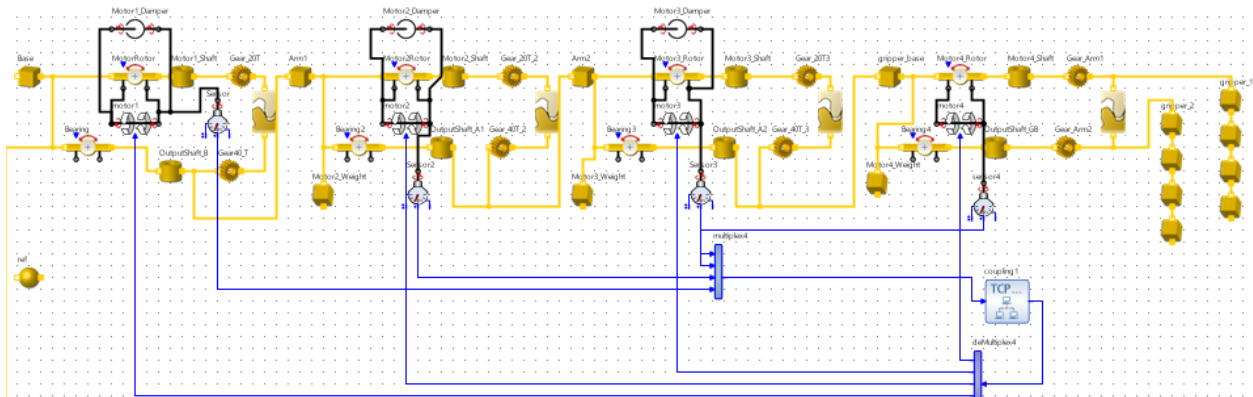 Motor1_Damper
Motor2_Damper
Motor3_Damper
Base
MotorRotor
Motor1_Shaft
Gear_20T
Arm1
Motor2Rotor
Motor2_Shaft
Gear_20T_2
Arm2
Motor3_Rotor
Motor3_Shaft
Gear_20T3
gripper_base
Motor4_Rotor
Motor4_Shaft
Gear_Arm1
gripper_1
motor1
Sensor
motor2
motor3
motor4
gripper_2
Bearing
OutputShaft_B
Gear40_T
Bearing2
OutputShaft_A1
Gear_40T_2
Bearing3
OutputShaft_A2
Gear_40T_3
Bearing4
OutputShaft_GB
Gear_Arm2
Motor2_Weight
Sensor2
Motor3_Weight
Sensor3
Motor4_Weight
sensor4
multiplex4
ref
coupling1
TCP...
deMultiplex4